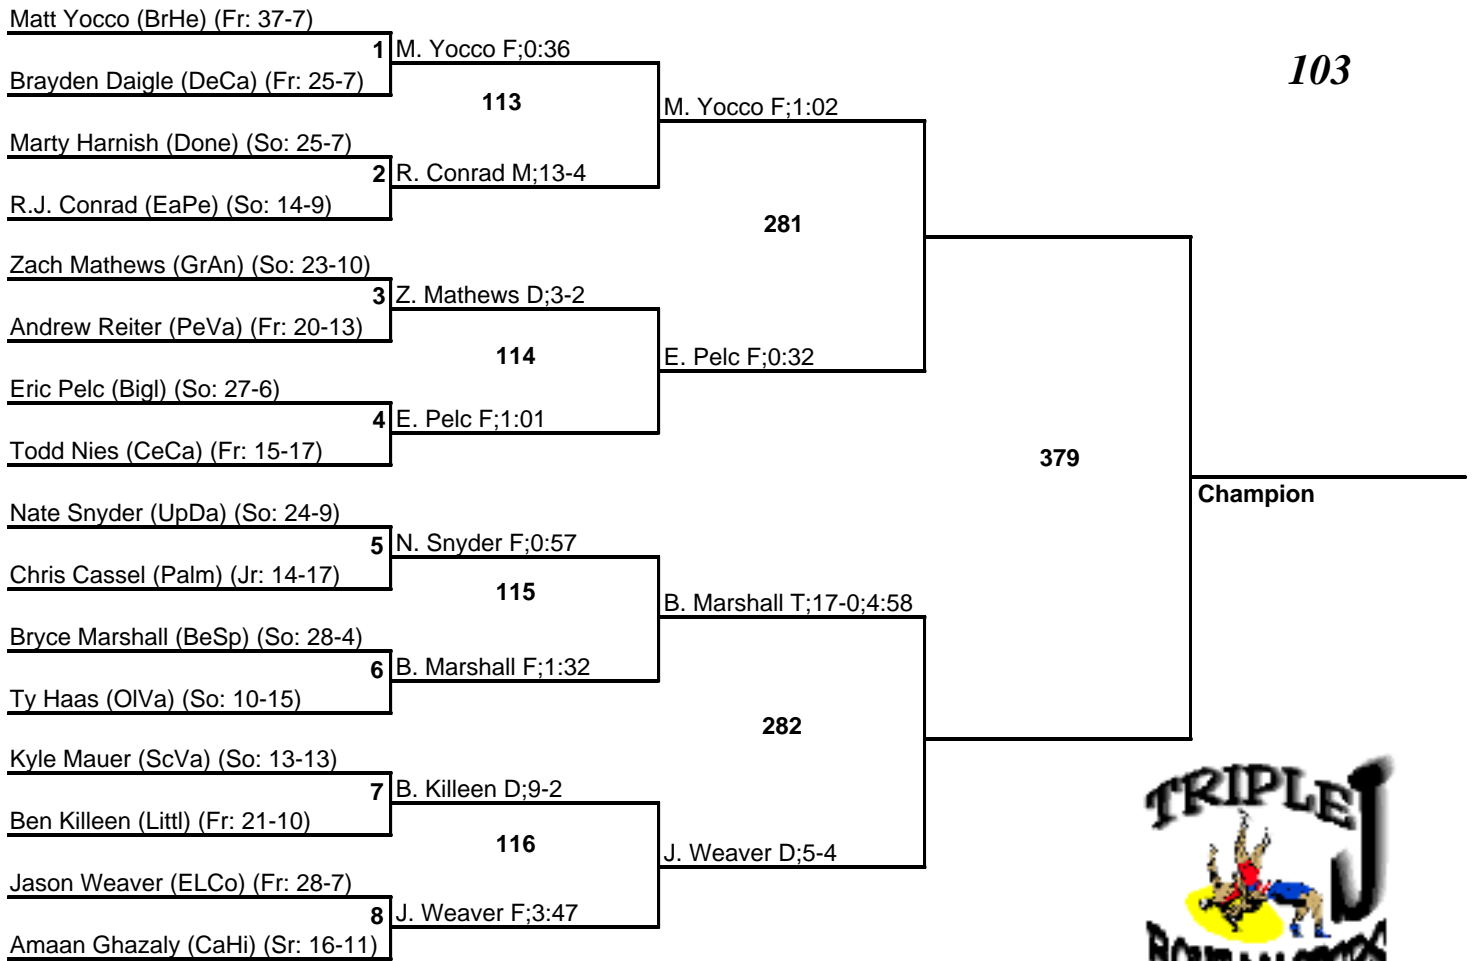 103
Matt Yocco (BrHe) (Fr: 37-7)
1 M. Yocco F;0:36
Brayden Daigle (DeCa) (Fr: 25-7)
113
M. Yocco F;1:02
Marty Harnish (Done) (So: 25-7)
2 R. Conrad M;13-4
R.J. Conrad (EaPe) (So: 14-9)
281
Zach Mathews (GrAn) (So: 23-10)
3 Z. Mathews D;3-2
Andrew Reiter (PeVa) (Fr: 20-13)
114
E. Pelc F;0:32
Eric Pelc (Bigl) (So: 27-6)
4 E. Pelc F;1:01
Todd Nies (CeCa) (Fr: 15-17)
379
Champion
Nate Snyder (UpDa) (So: 24-9)
5 N. Snyder F;0:57
Chris Cassel (Palm) (Jr: 14-17)
115
B. Marshall T;17-0;4:58
Bryce Marshall (BeSp) (So: 28-4)
6 B. Marshall F;1:32
Ty Haas (OlVa) (So: 10-15)
282
Kyle Mauer (ScVa) (So: 13-13)
7 B. Killeen D;9-2
Ben Killeen (Littl) (Fr: 21-10)
116
J. Weaver D;5-4
Jason Weaver (ELCo) (Fr: 28-7)
8 J. Weaver F;3:47
Amaan Ghazaly (CaHi) (Sr: 16-11)
TRIPLE J